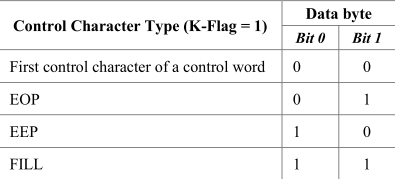 Control Character Type (K-Flag = 1) Data byte
Bit 0 Bit 1
First control character of a control word 0 0
EOP 0 1
EEP 1 0
FILL 1 1